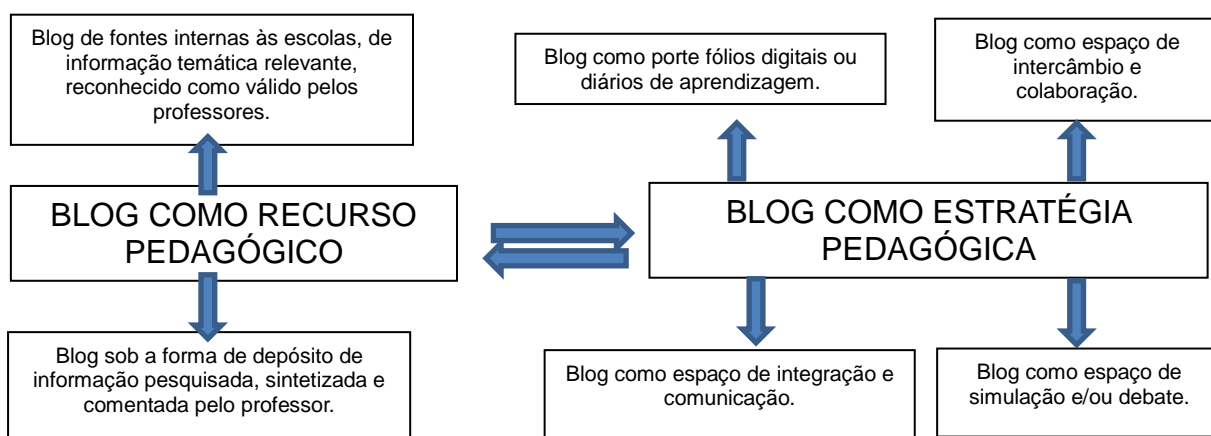 Blog de fontes internas às escolas, de
informação temática relevante,
reconhecido como válido pelos
professores.
Blog como porte fólios digitais ou
diários de aprendizagem.
Blog como espaço de
intercâmbio e
colaboração.
BLOG COMO RECURSO
PEDAGÓGICO
BLOG COMO ESTRATÉGIA
PEDAGÓGICA
Blog sob a forma de depósito de
informação pesquisada, sintetizada e
comentada pelo professor.
Blog como espaço de integração e
comunicação.
Blog como espaço de
simulação e/ou debate.